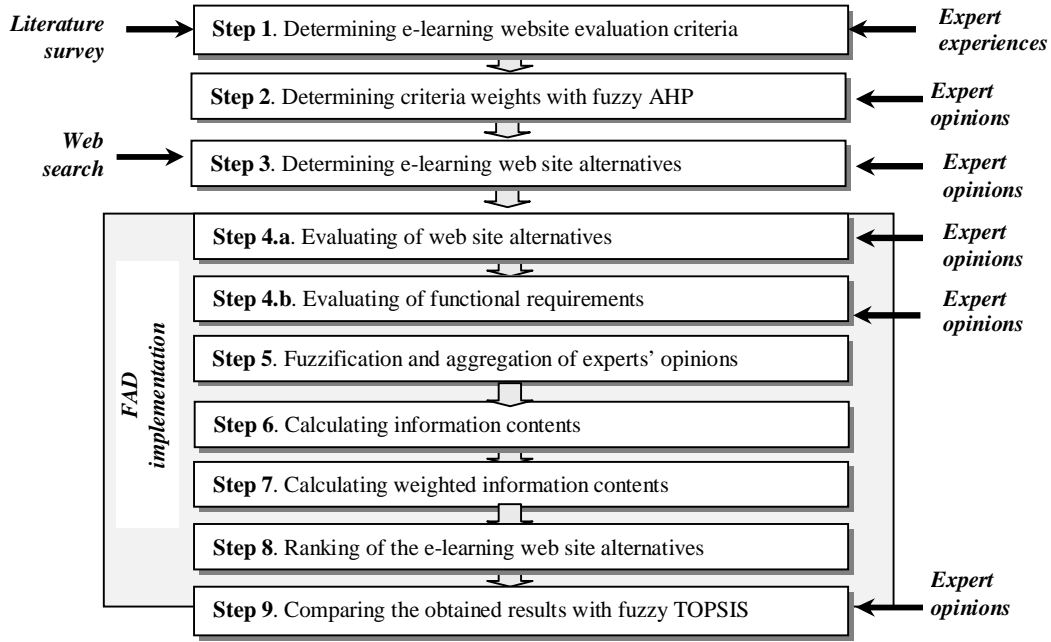 Literature
survey
Step 1. Determining e-learning website evaluation criteria
Expert
experiences
Step 2. Determining criteria weights with fuzzy AHP
Expert
opinions
Web
search
Step 3. Determining e-learning web site alternatives
Expert
opinions
Step 4.a. Evaluating of web site alternatives
Expert
opinions
Step 4.b. Evaluating of functional requirements
Expert
opinions
FAD
implementation
Step 5. Fuzzification and aggregation of experts’ opinions
Step 6. Calculating information contents
Step 7. Calculating weighted information contents
Step 8. Ranking of the e-learning web site alternatives
Step 9. Comparing the obtained results with fuzzy TOPSIS
Expert
opinions